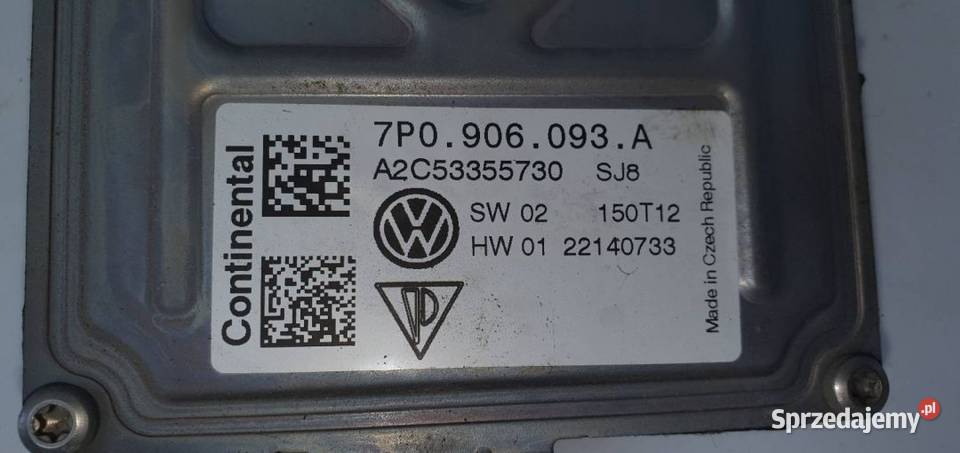 Continental
7P0.906.093.A
A2C53355730 SJ8
SW 02 150T12
HW 01 22140733
Made in Czech Republic
Sprzedajemy.pl